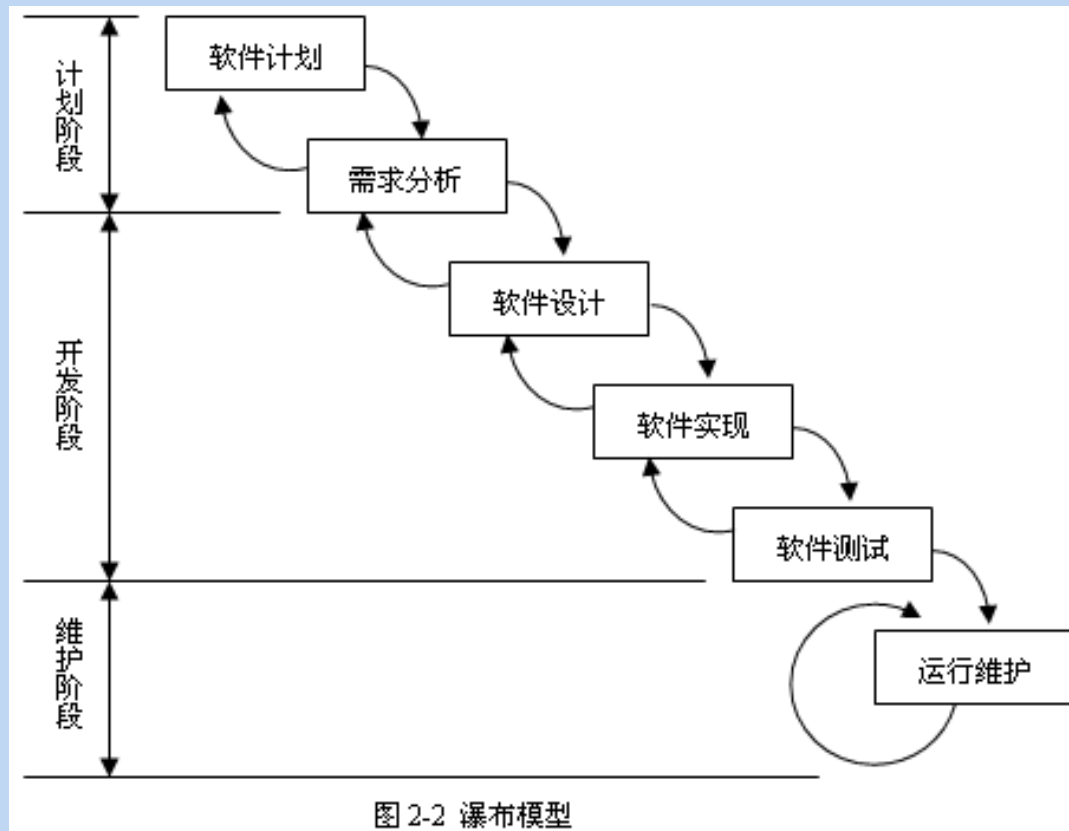 计划阶段
软件计划
需求分析
开发阶段
软件设计
软件实现
软件测试
维护阶段
运行维护
图 2-2 瀑布模型